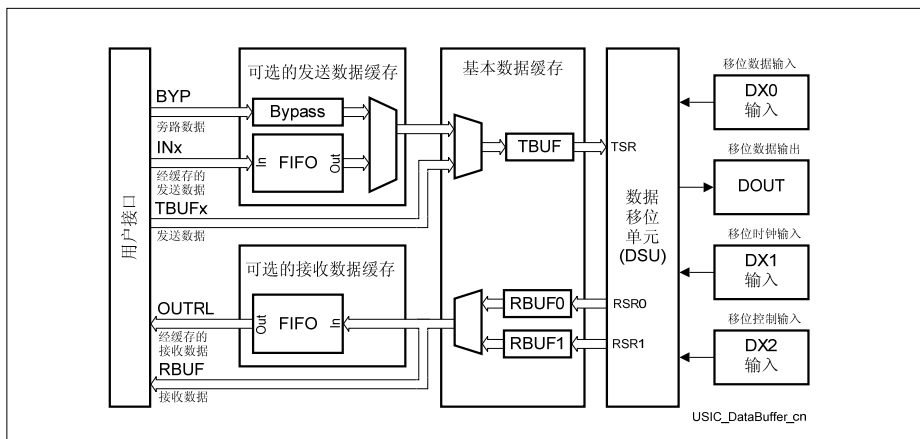 用户接口
BYP
旁路数据
INx
经缓存的
发送数据
TBUFx
发送数据
OUTRL
经缓存的
接收数据
RBUF
接收数据
可选的发送数据缓存
Bypass
In
FIFO
Out
可选的接收数据缓存
Out
FIFO
In
基本数据缓存
TBUF
RBUF0
RBUF1
TSR
数据
移位
单元
(DSU)
RSR0
RSR1
移位数据输入
DX0
输入
移位数据输出
DOUT
移位时钟输入
DX1
输入
移位控制输入
DX2
输入
USIC_DataBuffer_cn